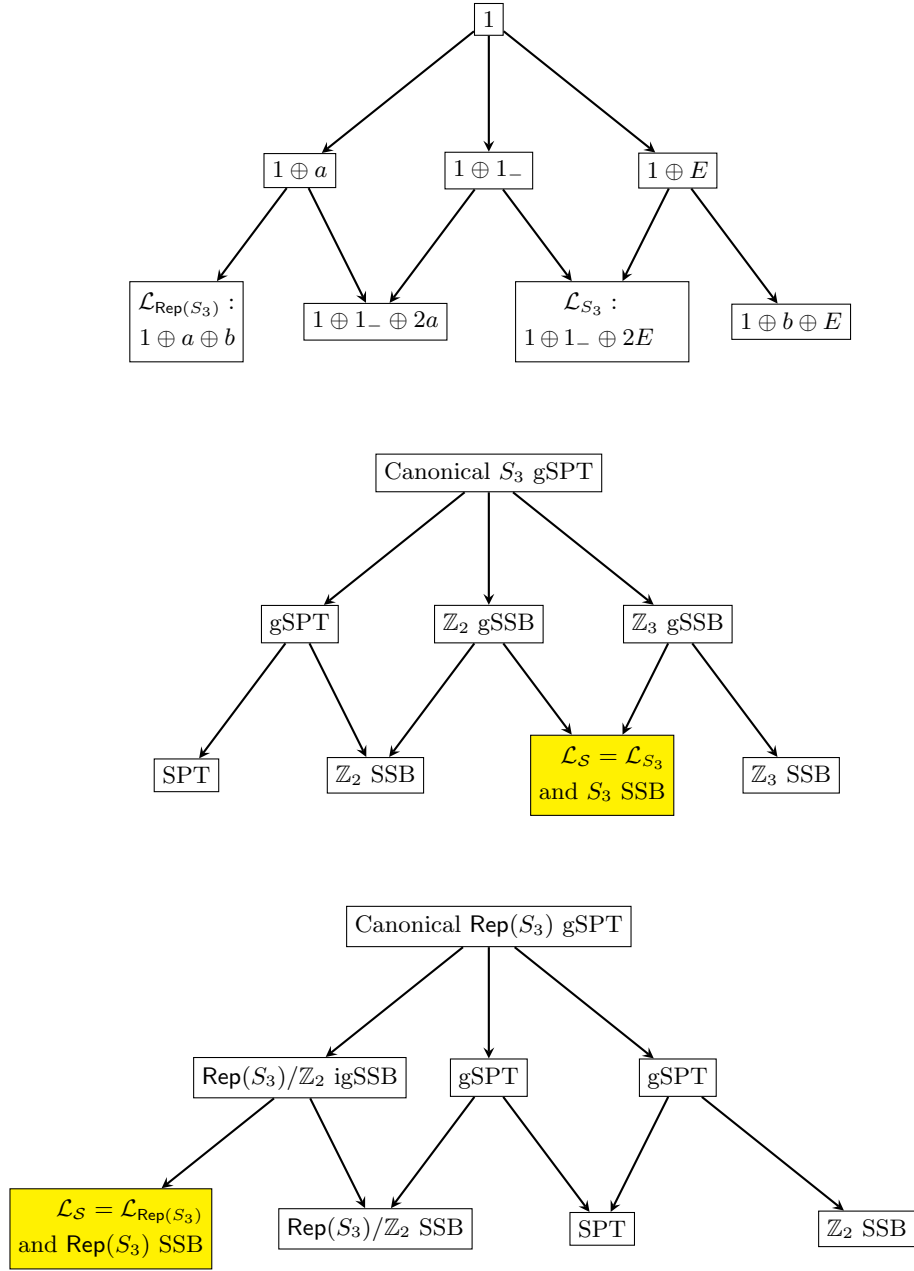 1
1 ⊕ a
1 ⊕ 1₋
1 ⊕ E
ℒ_Rep(S₃) :
1 ⊕ a ⊕ b
1 ⊕ 1₋ ⊕ 2a
ℒ_S₃ :
1 ⊕ 1₋ ⊕ 2E
1 ⊕ b ⊕ E
Canonical S₃ gSPT
gSPT
ℤ₂ gSSB
ℤ₃ gSSB
SPT
ℤ₂ SSB
ℒ_𝒮 = ℒ_S₃
and S₃ SSB
ℤ₃ SSB
Canonical Rep(S₃) gSPT
Rep(S₃)/ℤ₂ igSSB
gSPT
gSPT
ℒ_𝒮 = ℒ_Rep(S₃)
and Rep(S₃) SSB
Rep(S₃)/ℤ₂ SSB
SPT
ℤ₂ SSB